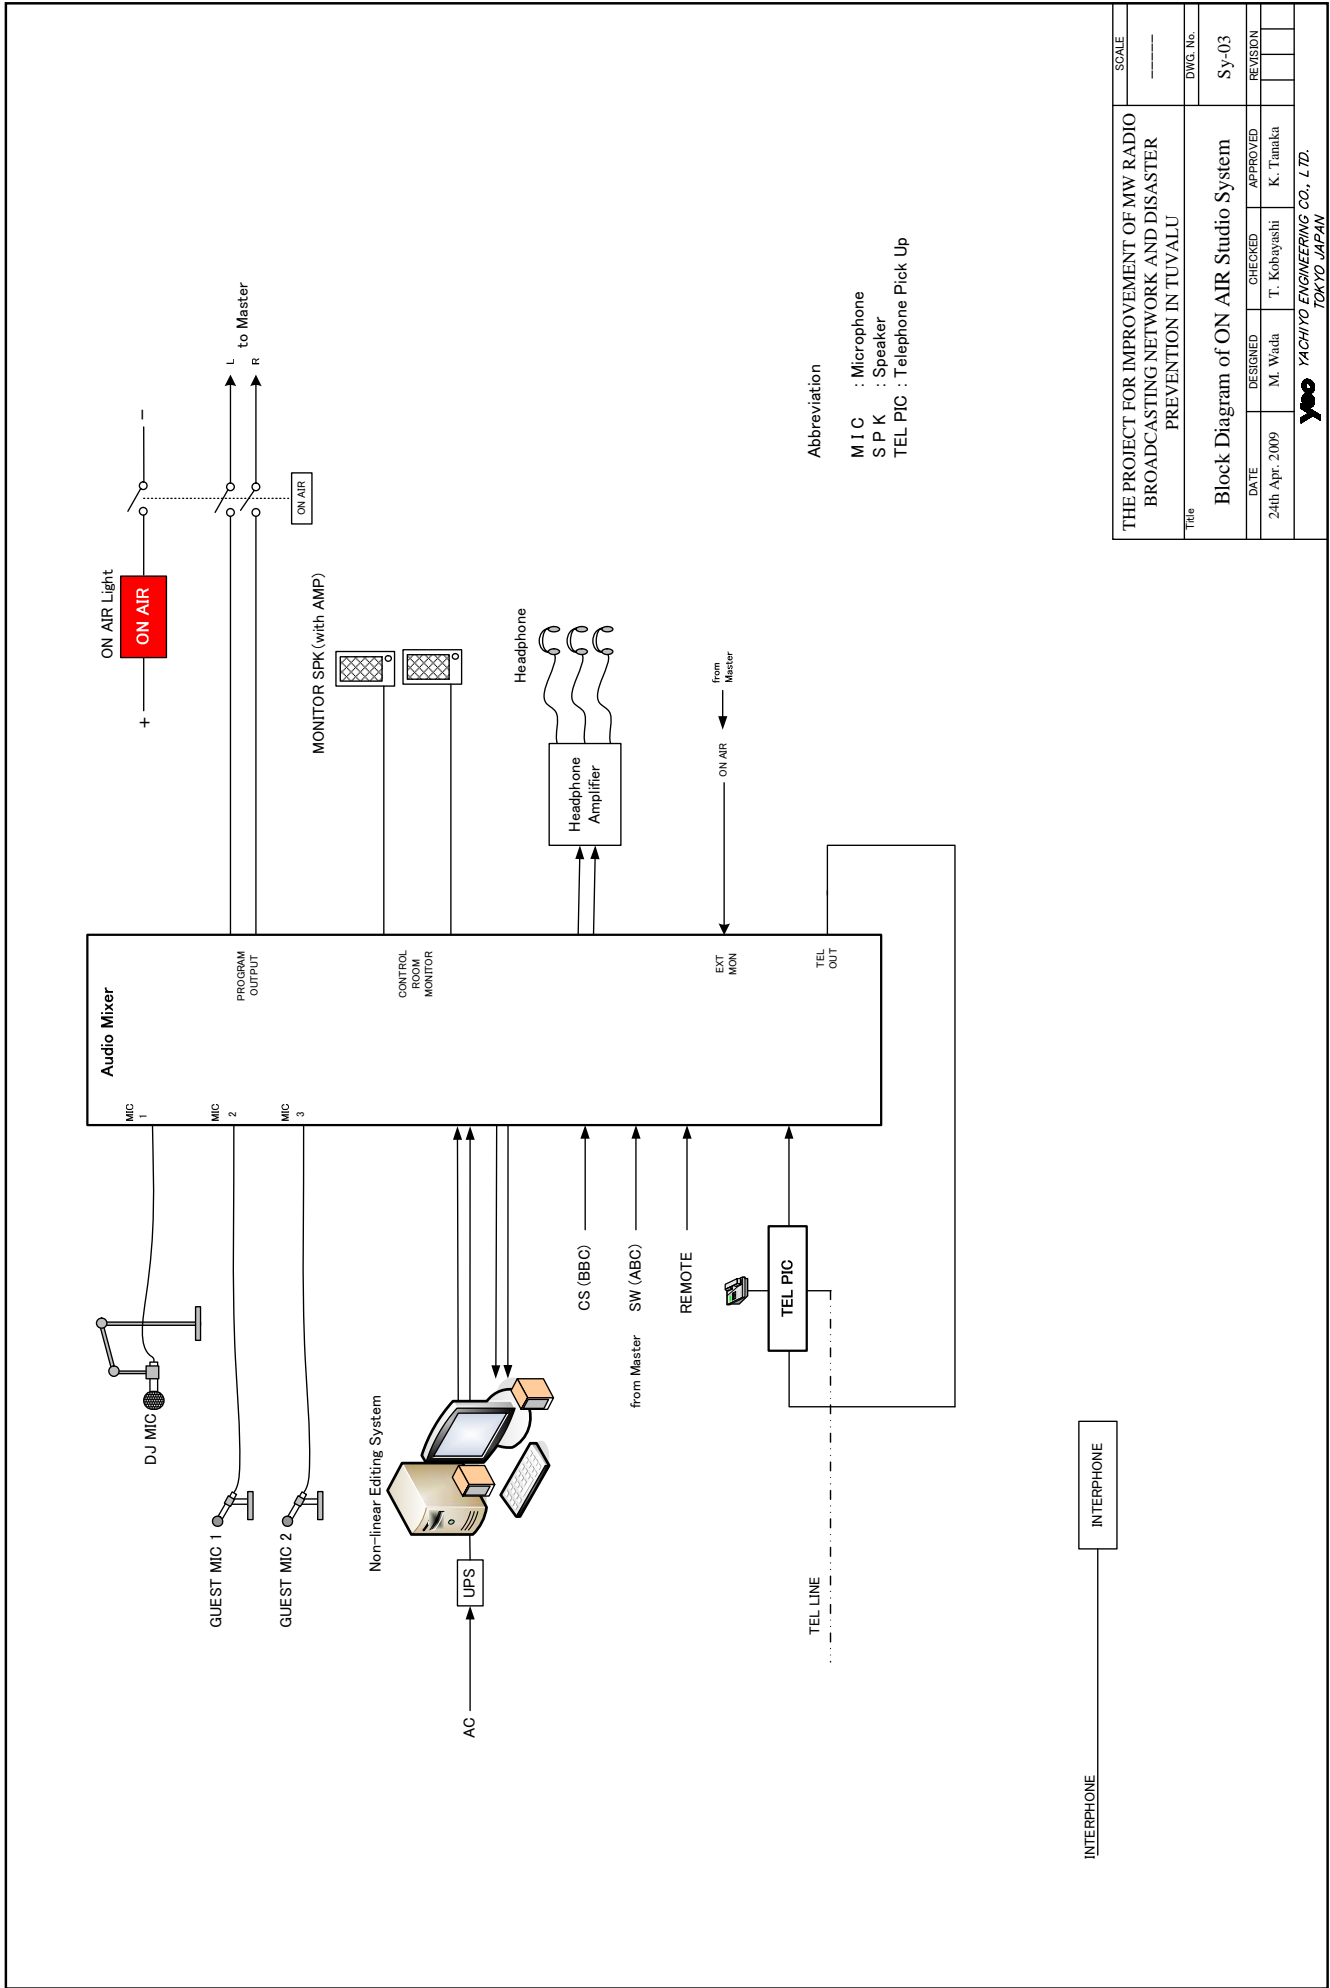 ON AIR Light
+
ON AIR
−
L
to Master
R
ON AIR
MONITOR SPK (with AMP)
Headphone
Headphone
Amplifier
from
Master
ON AIR
Audio Mixer
MIC
1
MIC
2
MIC
3
PROGRAM
OUTPUT
CONTROL
ROOM
MONITOR
EXT
MON
TEL
OUT
DJ MIC
GUEST MIC 1
GUEST MIC 2
Non-linear Editing System
UPS
AC
CS (BBC)
from Master
SW (ABC)
REMOTE
TEL PIC
TEL LINE
INTERPHONE
INTERPHONE
Abbreviation
M I C : Microphone
S P K : Speaker
TEL PIC : Telephone Pick Up
THE PROJECT FOR IMPROVEMENT OF MW RADIO
BROADCASTING NETWORK AND DISASTER
PREVENTION IN TUVALU
SCALE
-----
Title
Block Diagram of ON AIR Studio System
DWG. No.
Sy-03
DATE
DESIGNED
CHECKED
APPROVED
REVISION
24th Apr. 2009
M. Wada
T. Kobayashi
K. Tanaka
yeo YACHIYO ENGINEERING CO., LTD.
TOKYO JAPAN